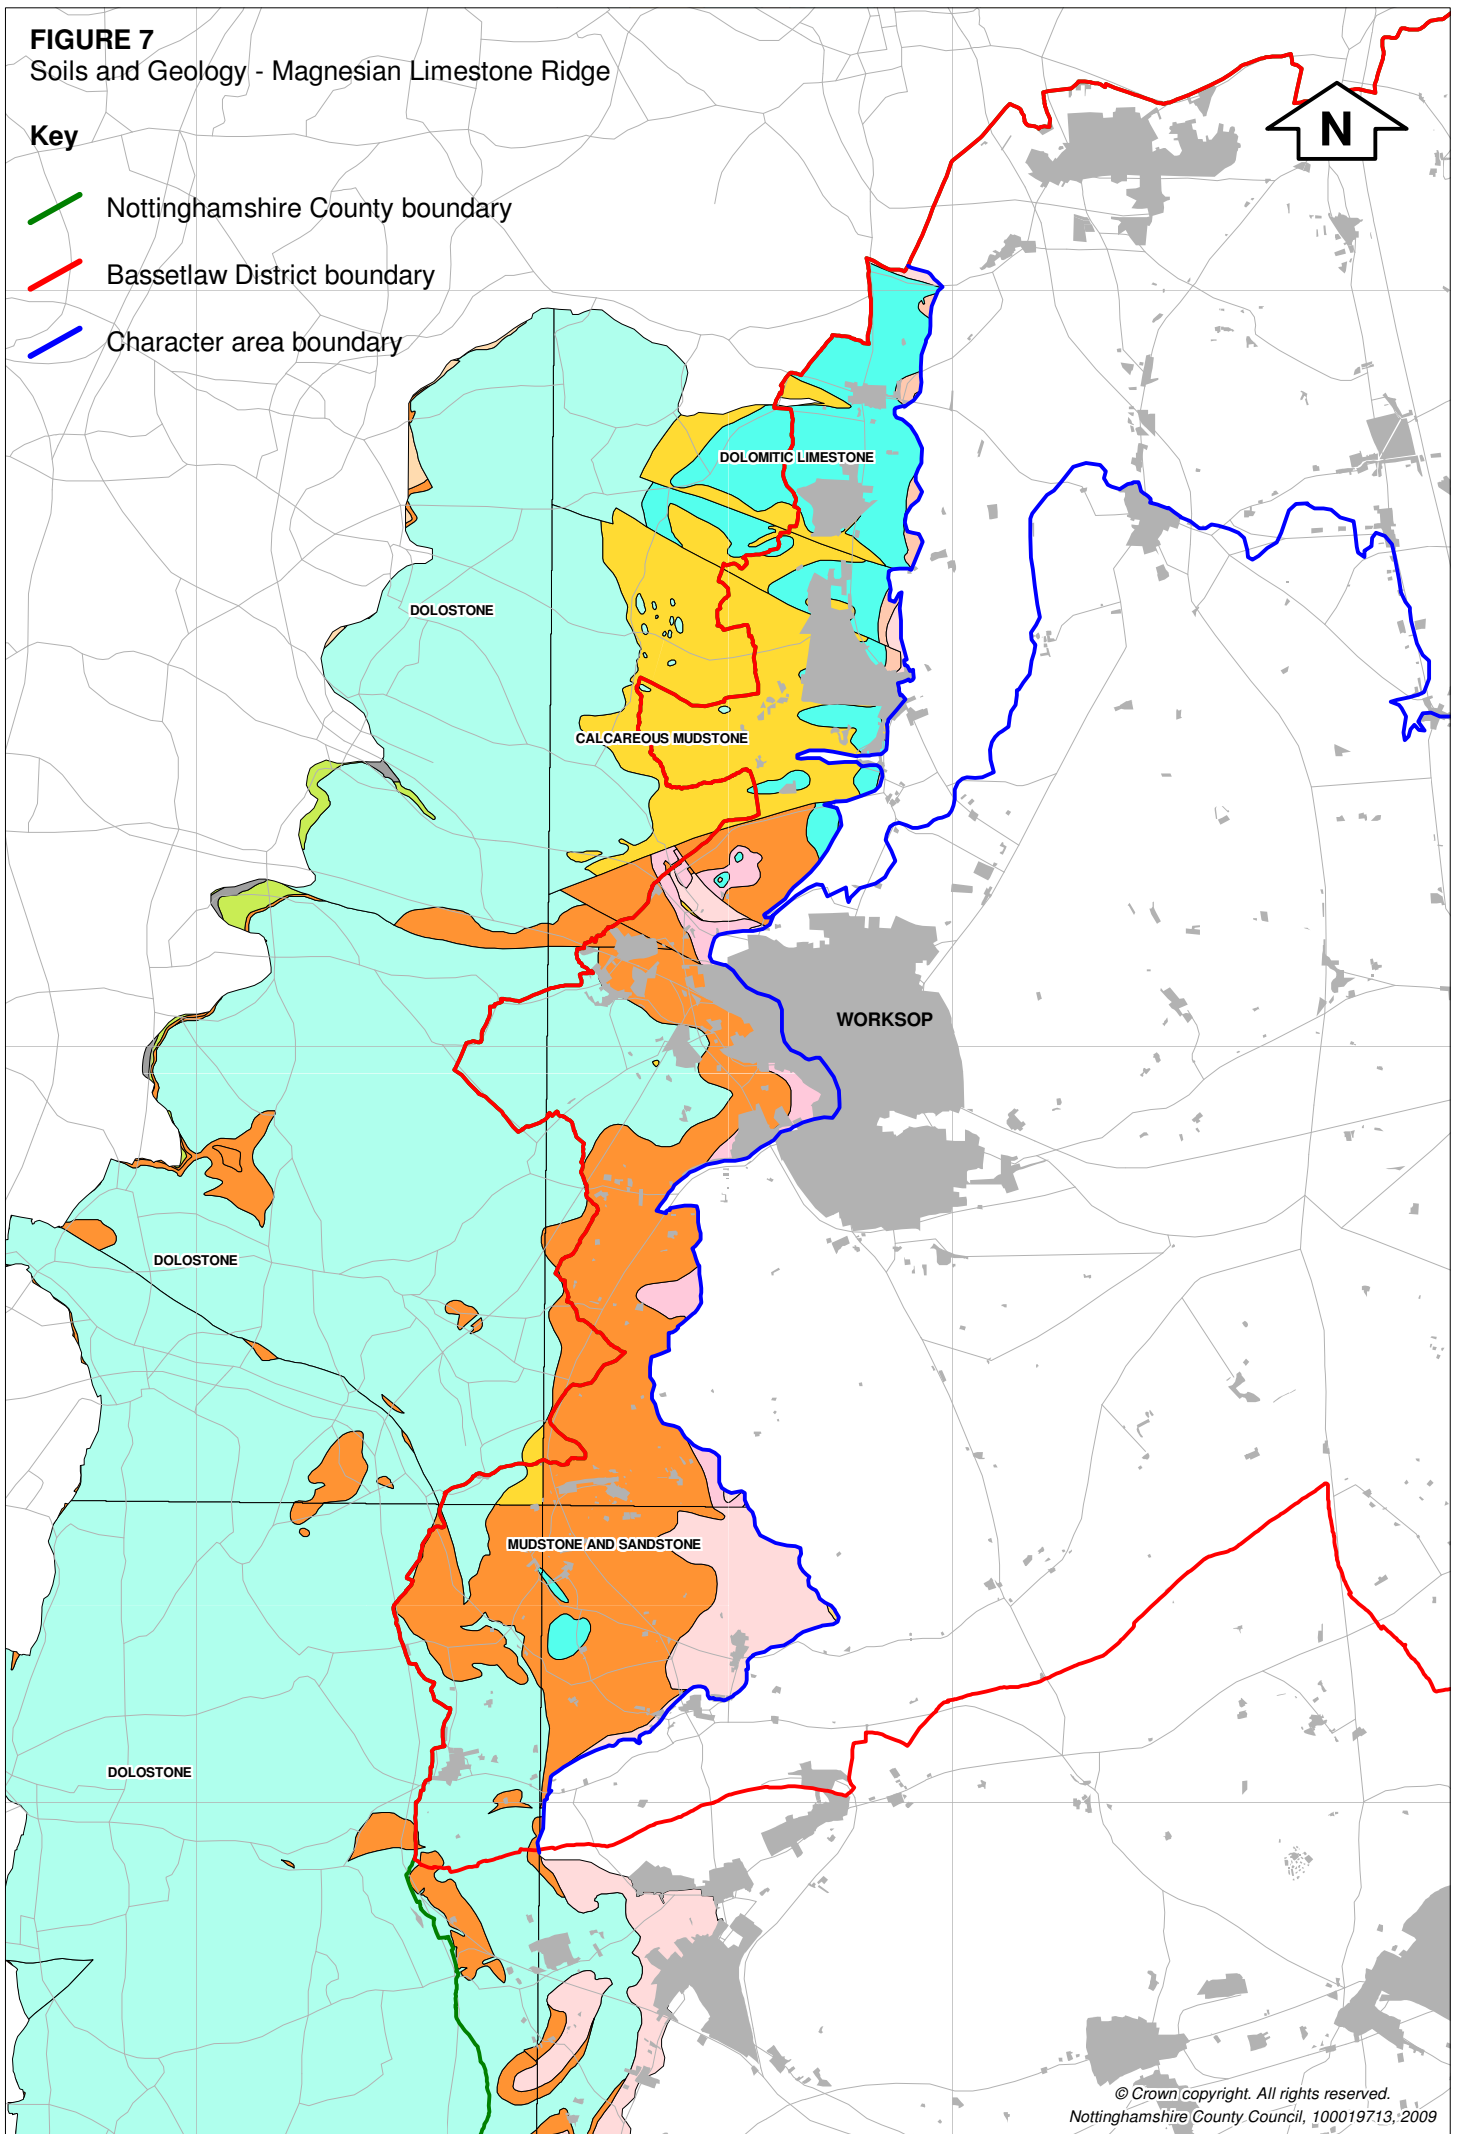 FIGURE 7
Soils and Geology - Magnesian Limestone Ridge
Key
N
Nottinghamshire County boundary
Bassetlaw District boundary
Character area boundary
DOLOMITIC LIMESTONE
DOLOSTONE
CALCAREOUS MUDSTONE
WORKSOP
DOLOSTONE
MUDSTONE AND SANDSTONE
DOLOSTONE
© Crown copyright. All rights reserved.
Nottinghamshire County Council, 100019713, 2009